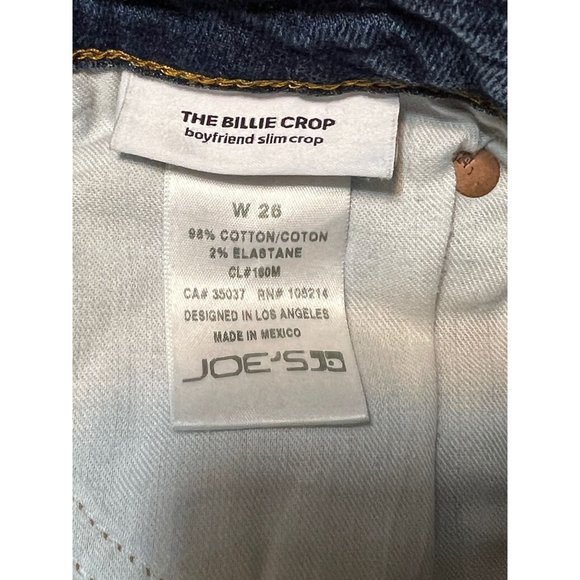 THE BILLIE CROP
boyfriend slim crop
W 26
98% COTTON/COTON
2% ELASTANE
CL# 160M
CA# 35037 RN# 108214
DESIGNED IN LOS ANGELES
MADE IN MEXICO
JOE'S